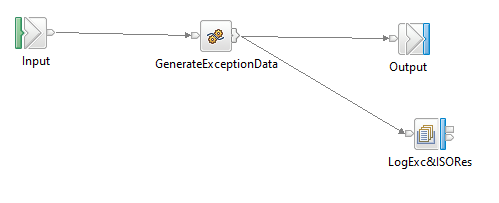 Input
GenerateExceptionData
Output
LogExc&ISORes